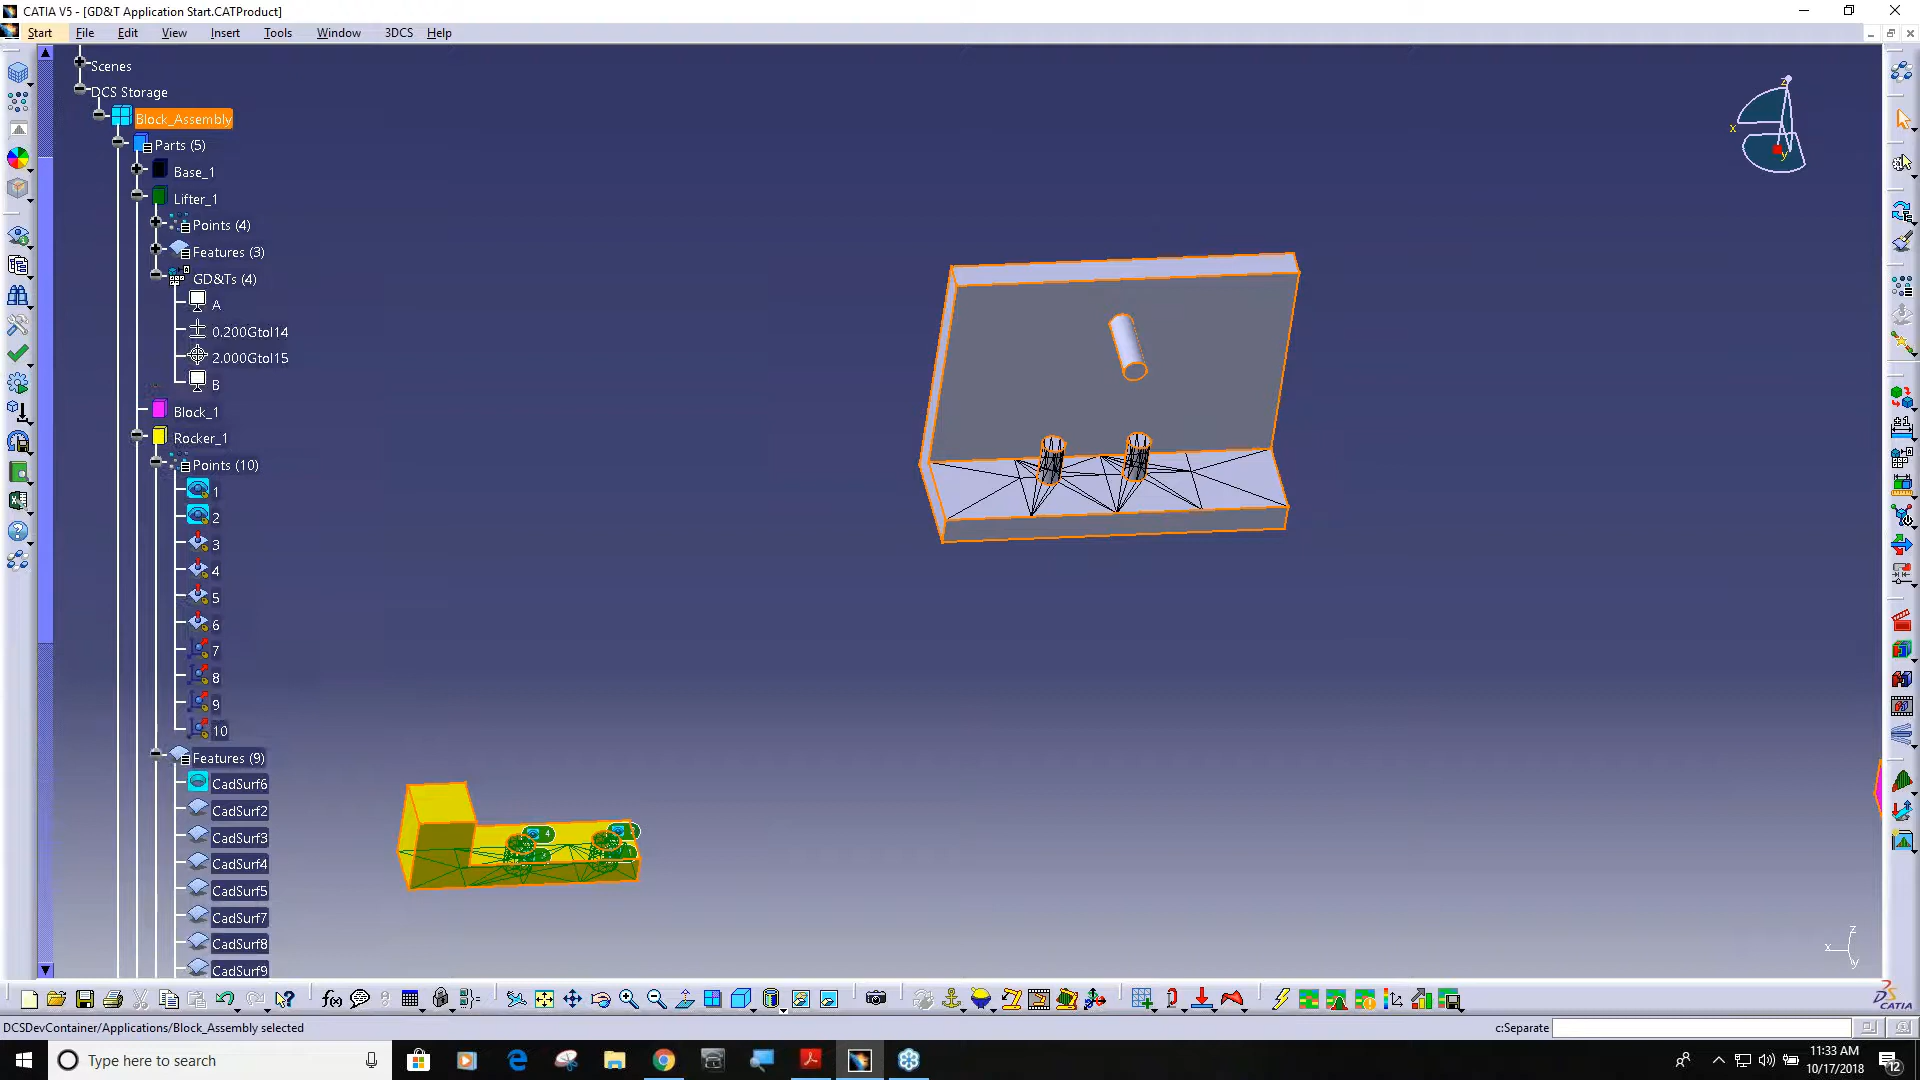 CATIA V5 - [GD&T Application Start.CATProduct]
Start File Edit View Insert Tools Window 3DCS Help
Scenes
DCS Storage
Block_Assembly
Parts (5)
Base_1
Lifter_1
Points (4)
Features (3)
GD&Ts (4)
A
0.200Gtol14
2.000Gtol15
B
Block_1
Rocker_1
Points (10)
1
2
3
4
5
6
7
8
9
10
Features (9)
CadSurf6
CadSurf2
CadSurf3
CadSurf4
CadSurf5
CadSurf7
CadSurf8
CadSurf9
z
x
y
4
z
x
y
CATIA
DCSDevContainer/Applications/Block_Assembly selected
c:Separate
Type here to search
11:33 AM
10/17/2018
12